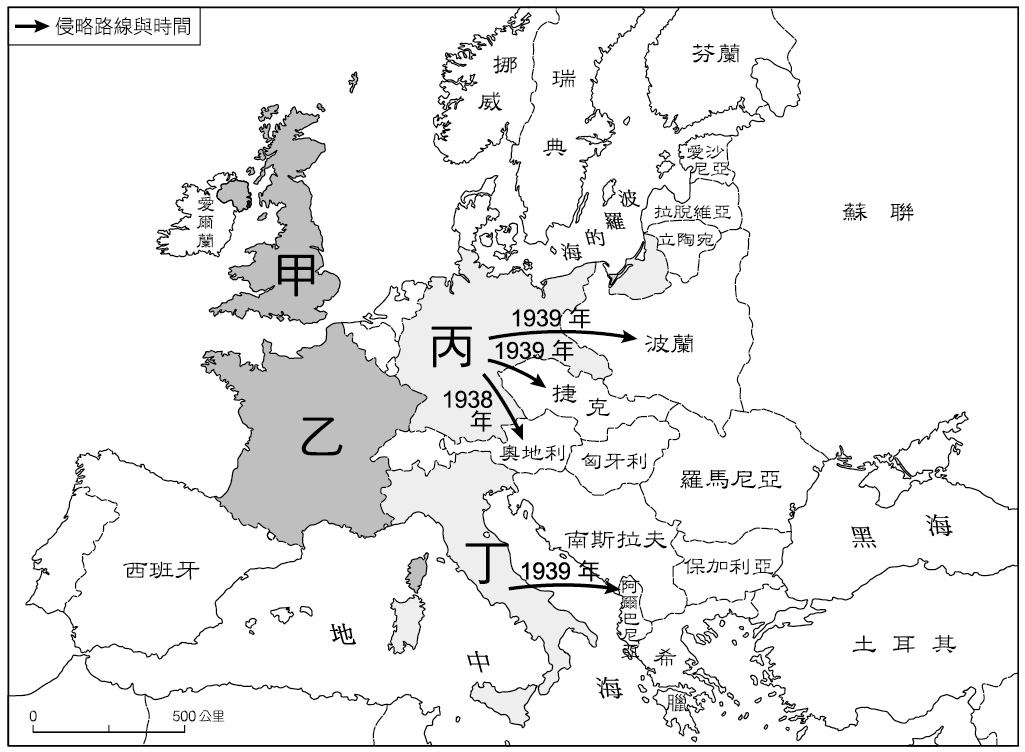 侵略路線與時間
芬蘭
挪威
瑞典
愛沙尼亞
拉脫維亞
立陶宛
波羅的海
蘇聯
愛爾蘭
甲
丙
1939 年
1939 年
1938 年
波蘭
捷克
乙
奧地利
匈牙利
羅馬尼亞
黑海
南斯拉夫
保加利亞
丁
1939 年
阿爾巴尼亞
西班牙
地中海
希臘
土耳其
0 500 公里